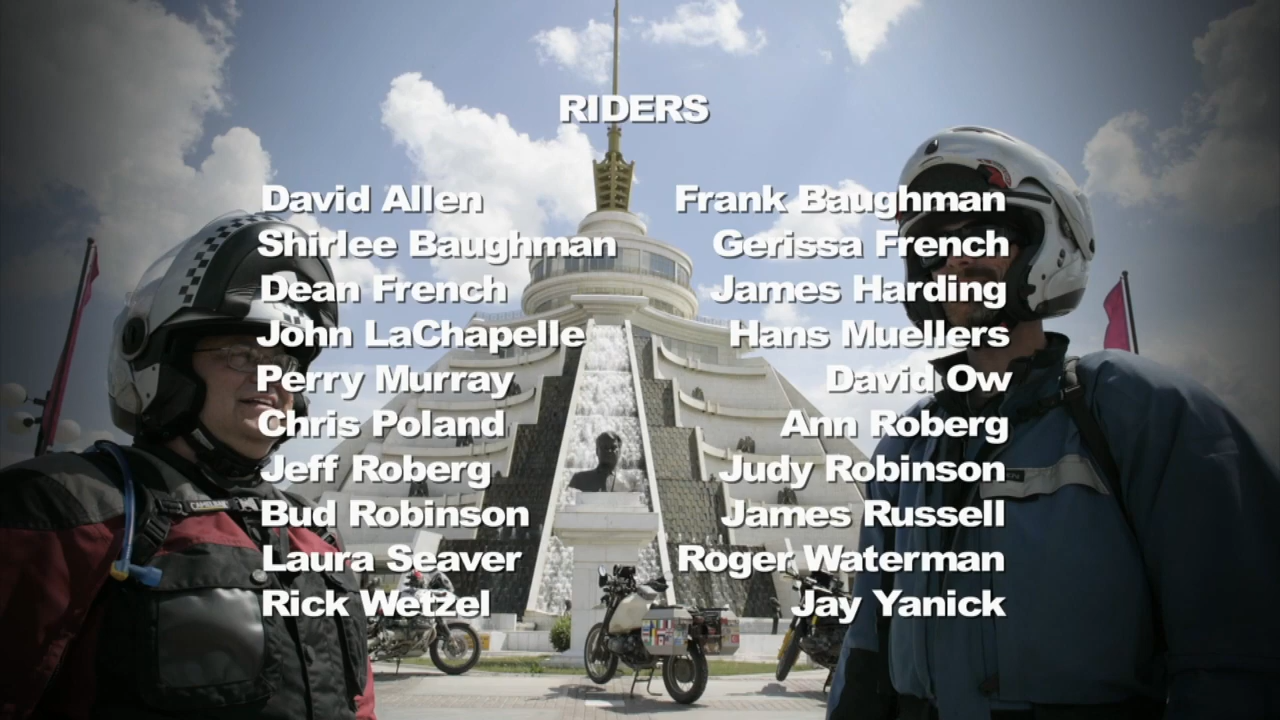 RIDERS
David Allen Frank Baughman
Shirlee Baughman Gerissa French
Dean French James Harding
John LaChapelle Hans Muellers
Perry Murray David Ow
Chris Poland Ann Roberg
Jeff Roberg Judy Robinson
Bud Robinson James Russell
Laura Seaver Roger Waterman
Rick Wetzel Jay Yanick